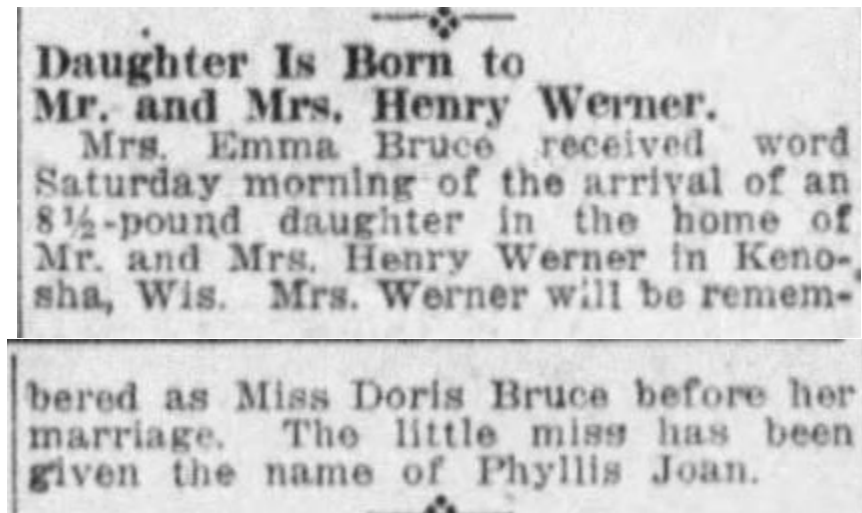 Daughter Is Born to
Mr. and Mrs. Henry Werner.
Mrs. Emma Bruce received word
Saturday morning of the arrival of an
8½-pound daughter in the home of
Mr. and Mrs. Henry Werner in Keno-
sha, Wis. Mrs. Werner will be remem-
bered as Miss Doris Bruce before her
marriage. The little miss has been
given the name of Phyllis Joan.